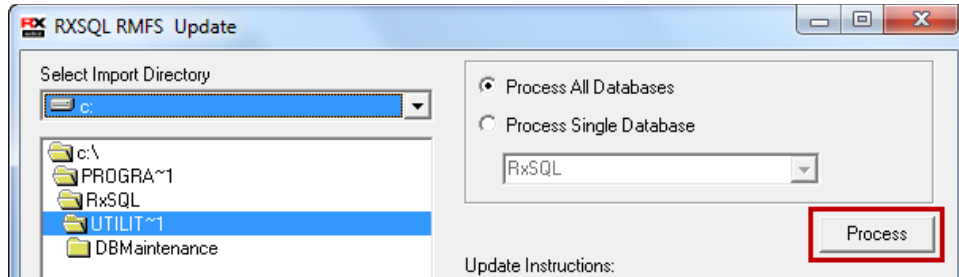 RX RXSQL RMFS Update
Select Import Directory
c:
c:\
PROGRA~1
RxSQL
UTILIT~1
DBMaintenance
Process All Databases
Process Single Database
RxSQL
Process
Update Instructions: